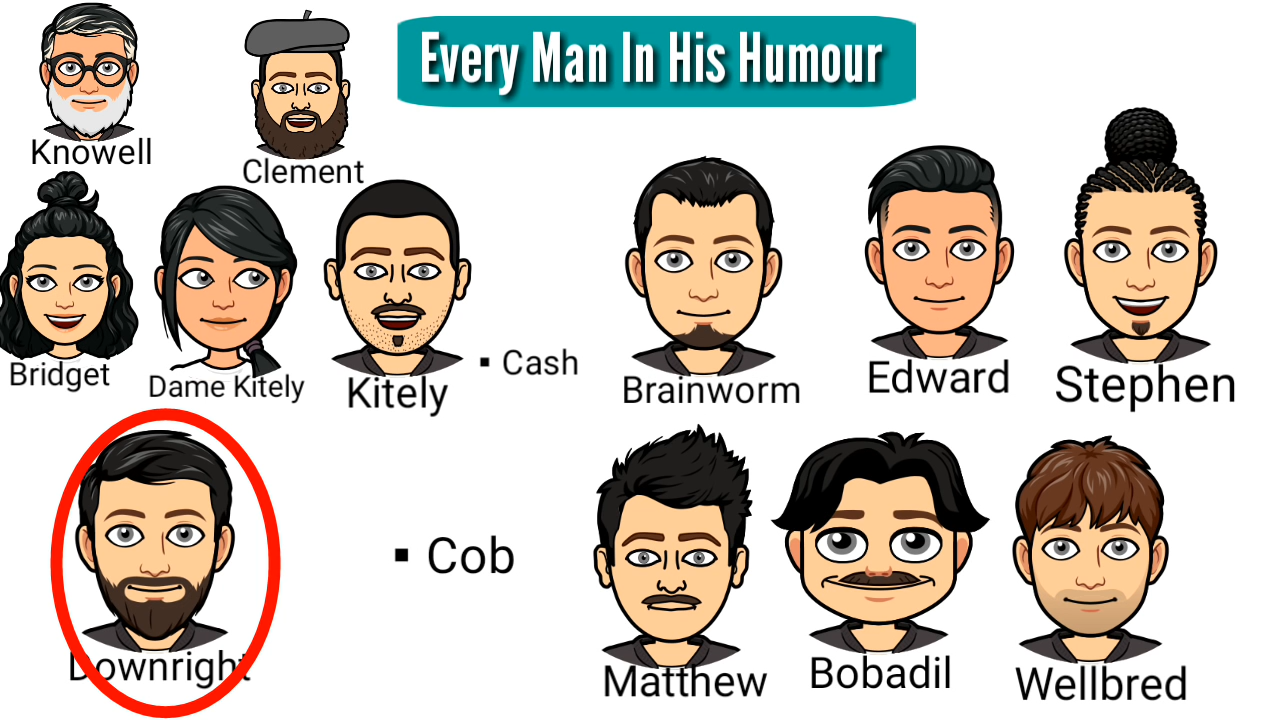 Every Man In His Humour
Knowell
Clement
Bridget
Dame Kitely
Kitely
▪ Cash
Brainworm
Edward
Stephen
Downright
▪ Cob
Matthew
Bobadil
Wellbred